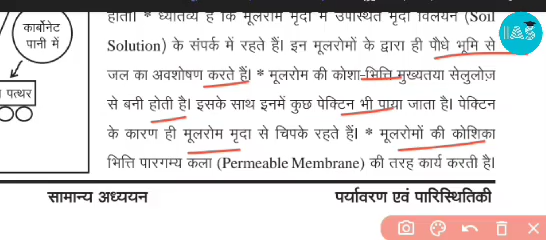 होता। * ध्यातव्य है कि मूलरोम मृदा में उपस्थित मृदा विलयन (Soil
Solution) के संपर्क में रहते हैं। इन मूलरोमों के द्वारा ही पौधे भूमि से
जल का अवशोषण करते हैं। * मूलरोम की कोशा-भित्ति मुख्यतया सेलुलोज़
से बनी होती है। इसके साथ इनमें कुछ पेक्टिन भी पाया जाता है। पेक्टिन
के कारण ही मूलरोम मृदा से चिपके रहते हैं। * मूलरोमों की कोशिका
भित्ति पारगम्य कला (Permeable Membrane) की तरह कार्य करती है।
कार्बोनेट
पानी में
पत्थर
सामान्य अध्ययन
पर्यावरण एवं पारिस्थितिकी
IAS